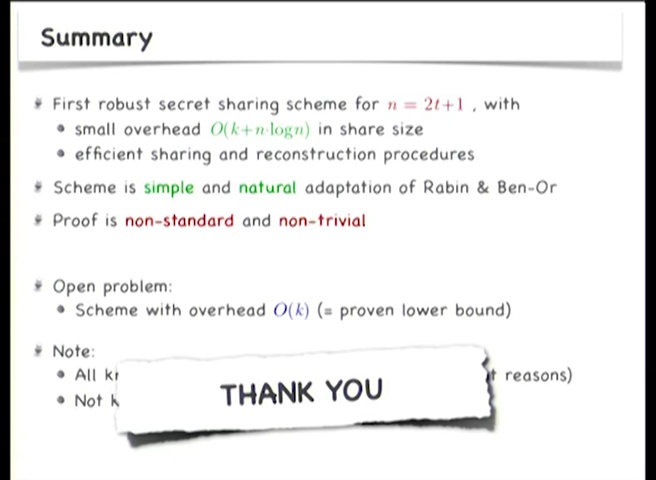 Summary
First robust secret sharing scheme for n = 2t+1 , with
small overhead O(k+n·logn) in share size
efficient sharing and reconstruction procedures
Scheme is simple and natural adaptation of Rabin & Ben-Or
Proof is non-standard and non-trivial
Open problem:
Scheme with overhead O(k) (= proven lower bound)
Note:
All reasons)
Not
THANK YOU